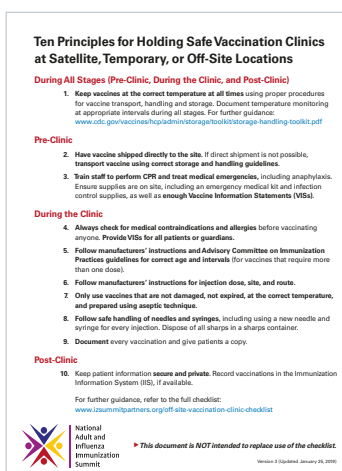 Ten Principles for Holding Safe Vaccination Clinics
at Satellite, Temporary, or Off-Site Locations
During All Stages (Pre-Clinic, During the Clinic, and Post-Clinic)
1. Keep vaccines at the correct temperature at all times using proper procedures
for vaccine transport, handling and storage. Document temperature monitoring
at appropriate intervals during all stages. For further guidance:
www.cdc.gov/vaccines/hcp/admin/storage/toolkit/storage-handling-toolkit.pdf
Pre-Clinic
2. Have vaccine shipped directly to the site. If direct shipment is not possible,
transport vaccine using correct storage and handling guidelines.
3. Train staff to perform CPR and treat medical emergencies, including anaphylaxis.
Ensure supplies are on site, including an emergency medical kit and infection
control supplies, as well as enough Vaccine Information Statements (VISs).
During the Clinic
4. Always check for medical contraindications and allergies before vaccinating
anyone. Provide VISs for all patients or guardians.
5. Follow manufacturers' instructions and Advisory Committee on Immunization
Practices guidelines for correct age and intervals (for vaccines that require more
than one dose).
6. Follow manufacturers' instructions for injection dose, site, and route.
7. Only use vaccines that are not damaged, not expired, at the correct temperature,
and prepared using aseptic technique.
8. Follow safe handling of needles and syringes, including using a new needle and
syringe for every injection. Dispose of all sharps in a sharps container.
9. Document every vaccination and give patients a copy.
Post-Clinic
10. Keep patient information secure and private. Record vaccinations in the Immunization
Information System (IIS), if available.
For further guidance, refer to the full checklist:
www.izsummitpartners.org/off-site-vaccination-clinic-checklist
National
Adult and
Influenza
Immunization
Summit
This document is NOT intended to replace use of the checklist.
Version 3 (Updated January 25, 2019)